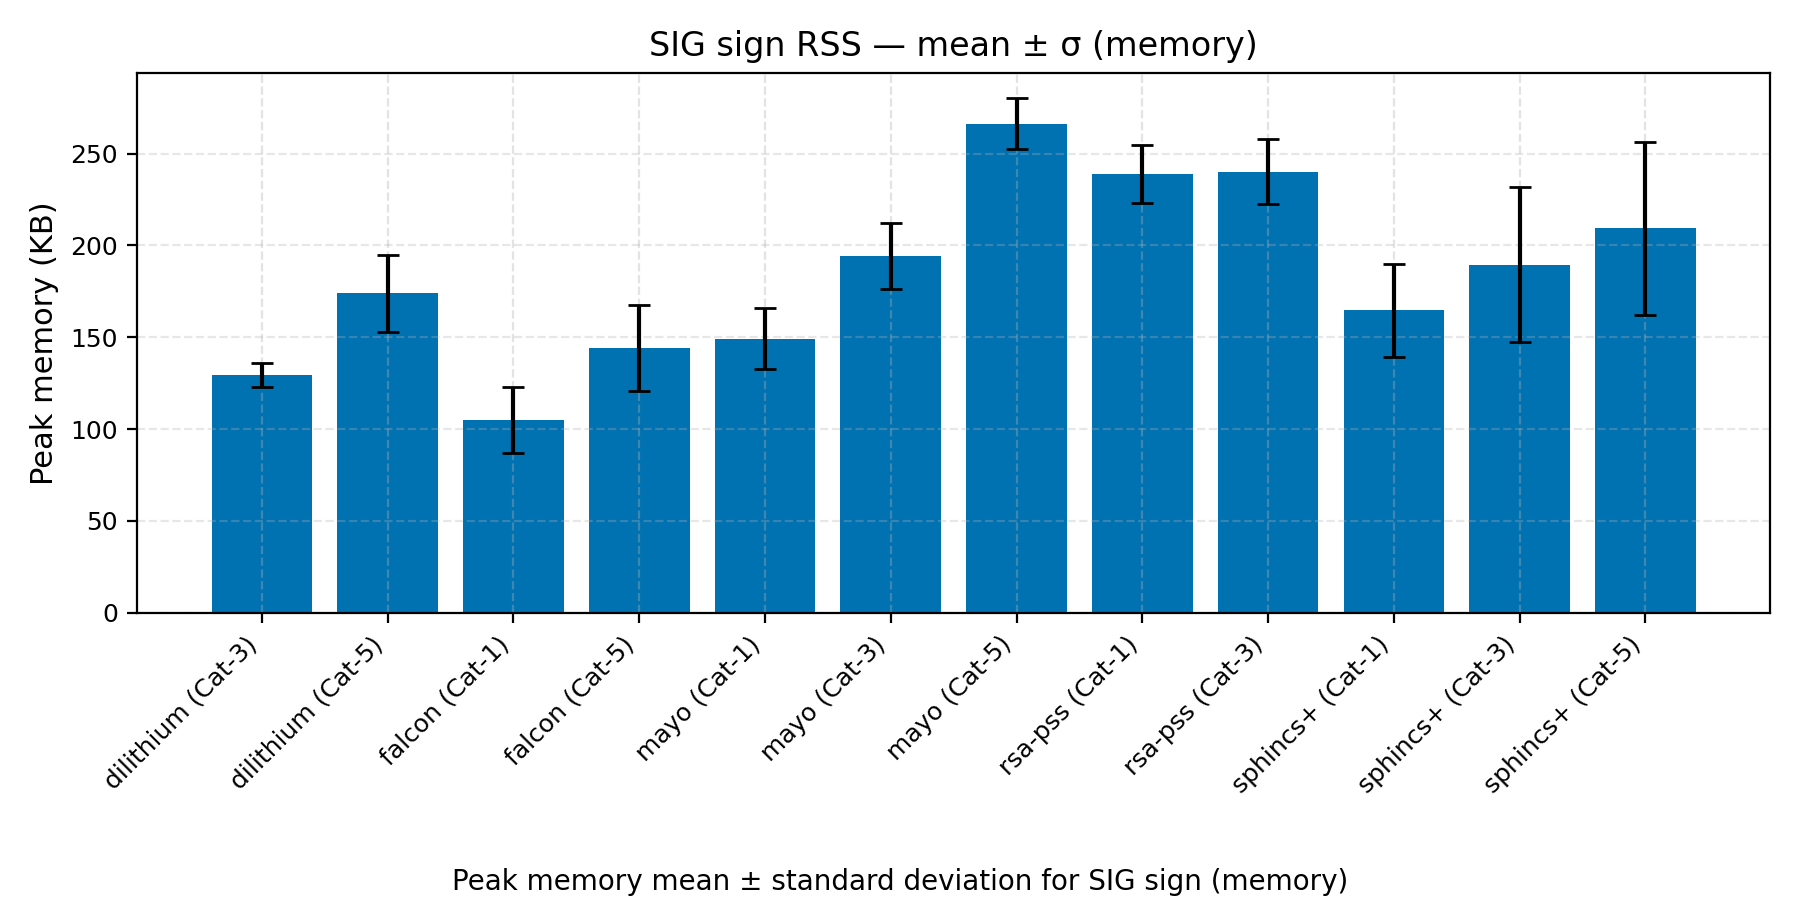 SIG sign RSS — mean ± σ (memory)
Peak memory (KB)
250
200
150
100
50
0
dilithium (Cat-3)
dilithium (Cat-5)
falcon (Cat-1)
falcon (Cat-5)
mayo (Cat-1)
mayo (Cat-3)
mayo (Cat-5)
rsa-pss (Cat-1)
rsa-pss (Cat-3)
sphincs+ (Cat-1)
sphincs+ (Cat-3)
sphincs+ (Cat-5)
Peak memory mean ± standard deviation for SIG sign (memory)